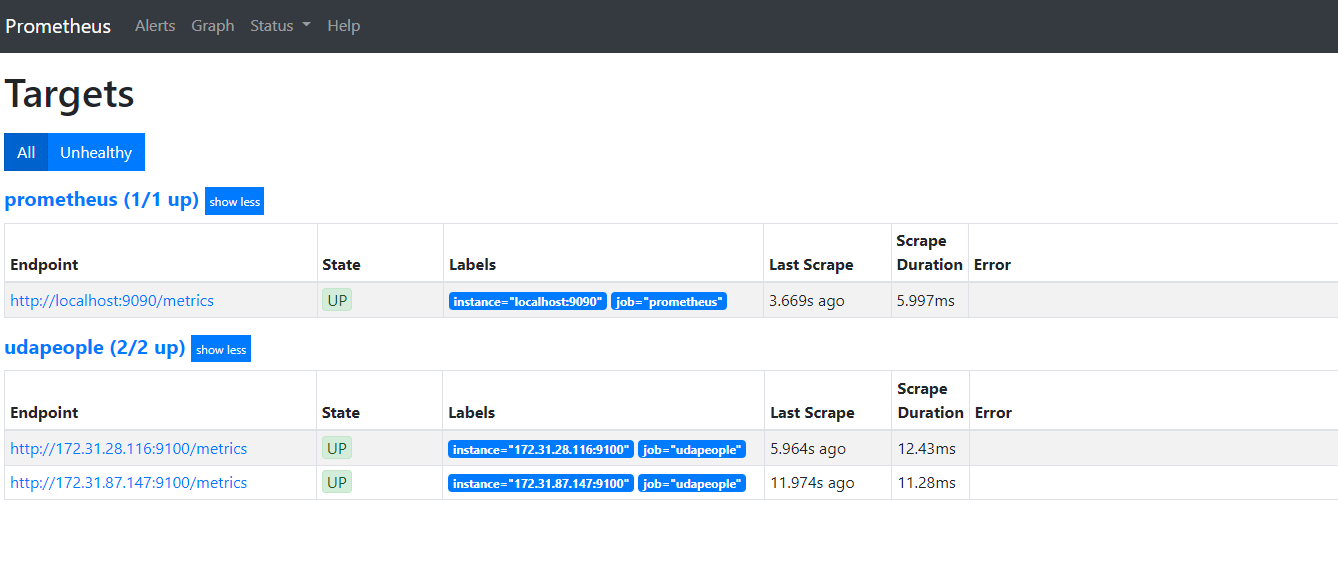 Prometheus Alerts Graph Status Help
Targets
All Unhealthy
prometheus (1/1 up) show less
Endpoint State Labels Last Scrape Scrape Duration Error
http://localhost:9090/metrics UP instance="localhost:9090" job="prometheus" 3.669s ago 5.997ms
udapeople (2/2 up) show less
Endpoint State Labels Last Scrape Scrape Duration Error
http://172.31.28.116:9100/metrics UP instance="172.31.28.116:9100" job="udapeople" 5.964s ago 12.43ms
http://172.31.87.147:9100/metrics UP instance="172.31.87.147:9100" job="udapeople" 11.974s ago 11.28ms